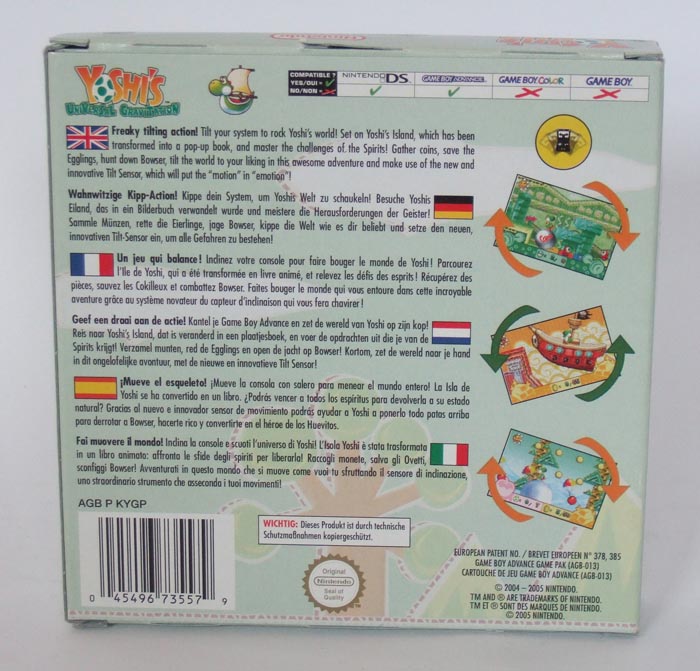 YOSHI'S
UNIVERSAL GRAVITATION
COMPATIBLE ?
YES/OUI = ✓
NO/NON = ✗
NINTENDO DS
GAME BOY ADVANCE
GAME BOY COLOR
GAME BOY
Freaky tilting action! Tilt your system to rock Yoshi's world! Set on Yoshi's Island, which has been
transformed into a pop-up book, and master the challenges of the Spirits! Gather coins, save the
Egglings, hunt down Bowser, tilt the world to your liking in this awesome adventure and make use of the new and
innovative Tilt Sensor, which will put the "motion" in "emotion"!
Wahnwitzige Kipp-Action! Kippe dein System, um Yoshis Welt zu schaukeln! Besuche Yoshis
Eiland, das in ein Bilderbuch verwandelt wurde und meistere die Herausforderungen der Geister!
Sammle Münzen, rette die Eierlinge, jage Bowser, kippe die Welt wie es dir beliebt und setze den neuen,
innovativen Tilt-Sensor ein, um alle Gefahren zu bestehen!
Un jeu qui balance! Indinez votre console pour faire bouger le monde de Yoshi! Parcourez
l'Ile de Yoshi, qui a été transformée en livre animé, et relevez les défis des esprits! Récupérez des
pièces, sauvez les Cokilleux et combattez Bowser. Faites bouger le monde qui vous entoure dans cette incroyable
aventure grâce au système novateur du capteur d'inclinaison qui vous fera chavirer!
Geef een draai aan de actie! Kantel je Game Boy Advance en zet de wereld van Yoshi op zijn kop!
Reis naar Yoshi's Island, dat is veranderd in een plaatjesboek, en voer de opdrachten uit die je van de
Spirits krijgt! Verzamel munten, red de Egglings en open de jacht op Bowser! Kortom, zet de wereld naar je hand
in dit ongelofelijke avontuur, met de nieuwe en innovatieve Tilt Sensor!
¡Mueve el esqueleto! ¡Mueve la consola con salero para menear el mundo entero! La Isla de
Yoshi se ha convertido en un libro. ¿Podrás vencer a todos los espíritus para devolverla a su estado
natural? Gracias al nuevo e innovador sensor de movimiento podrás ayudar a Yoshi a ponerlo todo patas arriba
para derrotar a Bowser, hacerte rico y convertirte en el héroe de los Huevitos.
Fai muovere il mondo! Inclina la console e scuoti l'universo di Yoshi! L'Isola Yoshi è stata trasformata
in un libro animato: affronta le sfide degli spiriti per liberarla! Raccogli monete, salva gli Ovetti,
sconfiggi Bowser! Avventurati in questo mondo che si muove come vuoi tu sfruttando il sensore di inclinazione,
uno straordinario strumento che asseconda i tuoi movimenti!
AGB P KYGP
0 45496 73557 9
WICHTIG: Dieses Produkt ist durch technische
Schutzmaßnahmen kopiergeschützt.
Original
Nintendo
Seal of
Quality
EUROPEAN PATENT NO. / BREVET EUROPEEN N° 378, 385
GAME BOY ADVANCE GAME PAK (AGB-013)
CARTOUCHE DE JEU GAME BOY ADVANCE (AGB-013)
© 2004 – 2005 NINTENDO.
TM AND ® ARE TRADEMARKS OF NINTENDO.
TM ET ® SONT DES MARQUES DE NINTENDO.
© 2005 NINTENDO.